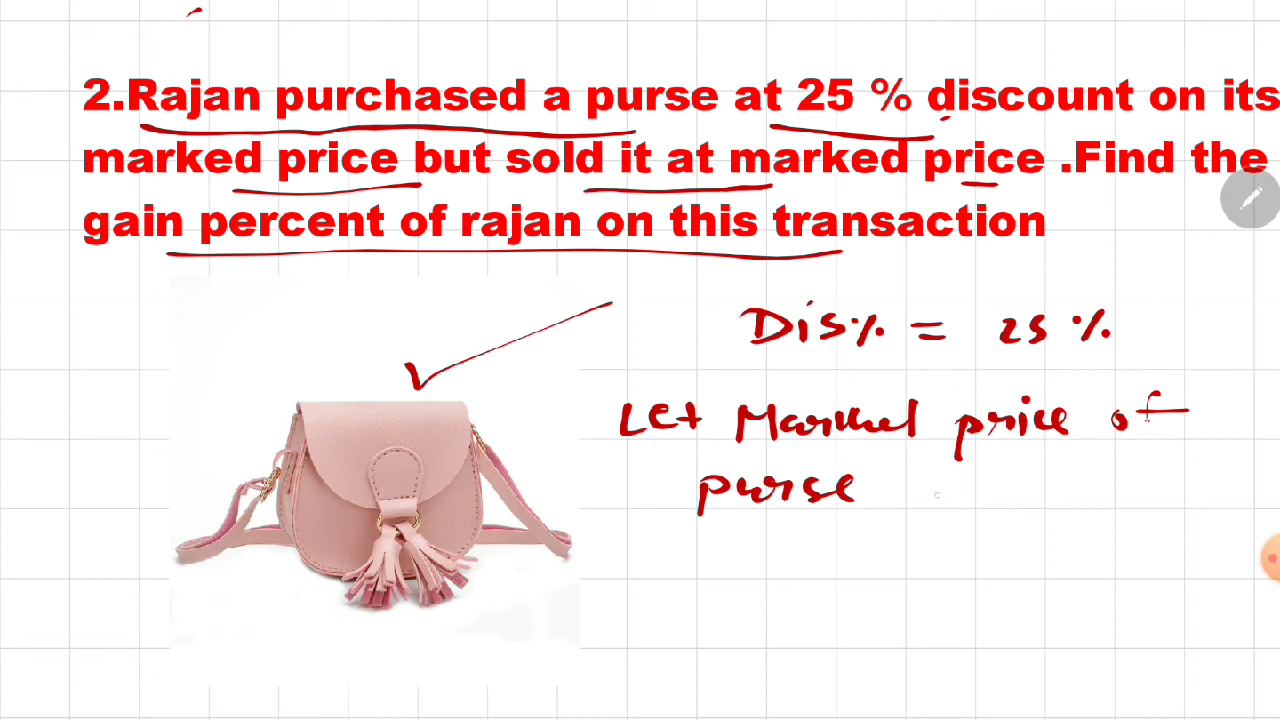 2.Rajan purchased a purse at 25 % discount on its
marked price but sold it at marked price .Find the
gain percent of rajan on this transaction
Dis% = 25 %
Let Marked price of
purse